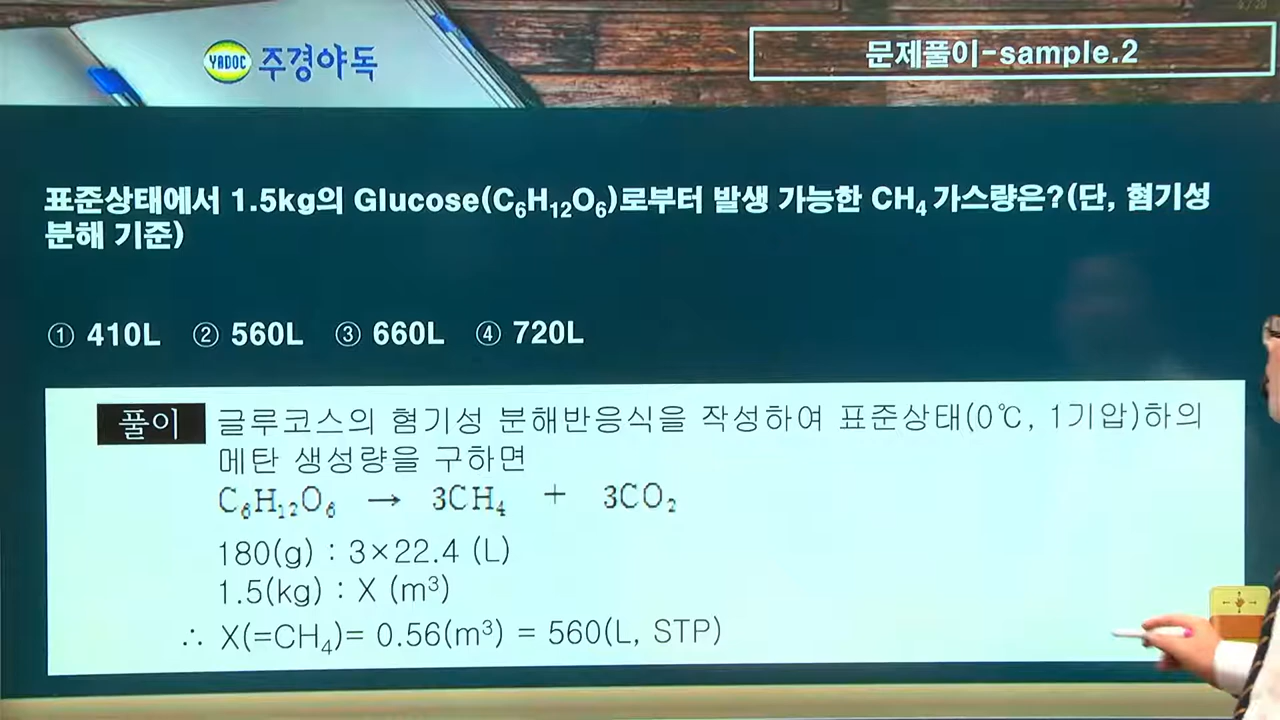 YADOC 주경야독
문제풀이-sample.2
표준상태에서 1.5kg의 Glucose(C₆H₁₂O₆)로부터 발생 가능한 CH₄ 가스량은?(단, 혐기성
분해 기준)
① 410L ② 560L ③ 660L ④ 720L
풀이 글루코스의 혐기성 분해반응식을 작성하여 표준상태(0℃, 1기압)하의
메탄 생성량을 구하면
C₆H₁₂O₆ → 3CH₄ + 3CO₂
180(g) : 3×22.4 (L)
1.5(kg) : X (m³)
∴ X(=CH₄)= 0.56(m³) = 560(L, STP)